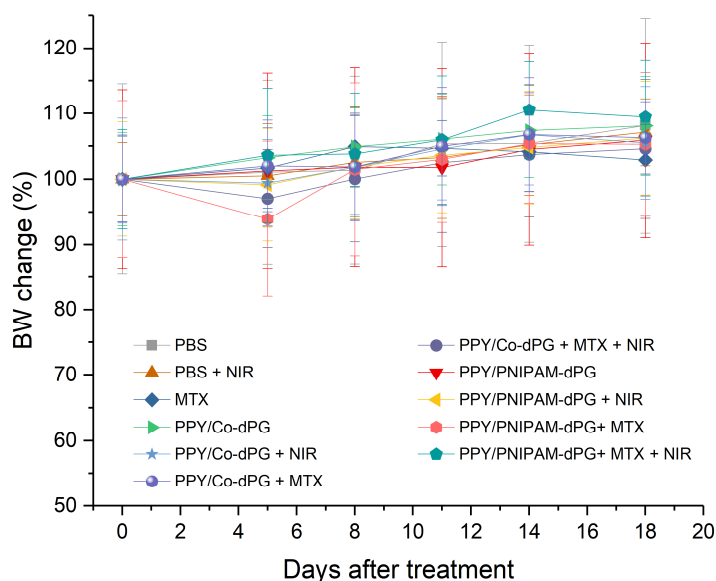 120
110
100
90
80
70
60
50
BW change (%)
PBS
PBS + NIR
MTX
PPY/Co-dPG
PPY/Co-dPG + NIR
PPY/Co-dPG + MTX
PPY/Co-dPG + MTX + NIR
PPY/PNIPAM-dPG
PPY/PNIPAM-dPG + NIR
PPY/PNIPAM-dPG+ MTX
PPY/PNIPAM-dPG+ MTX + NIR
0 2 4 6 8 10 12 14 16 18 20
Days after treatment